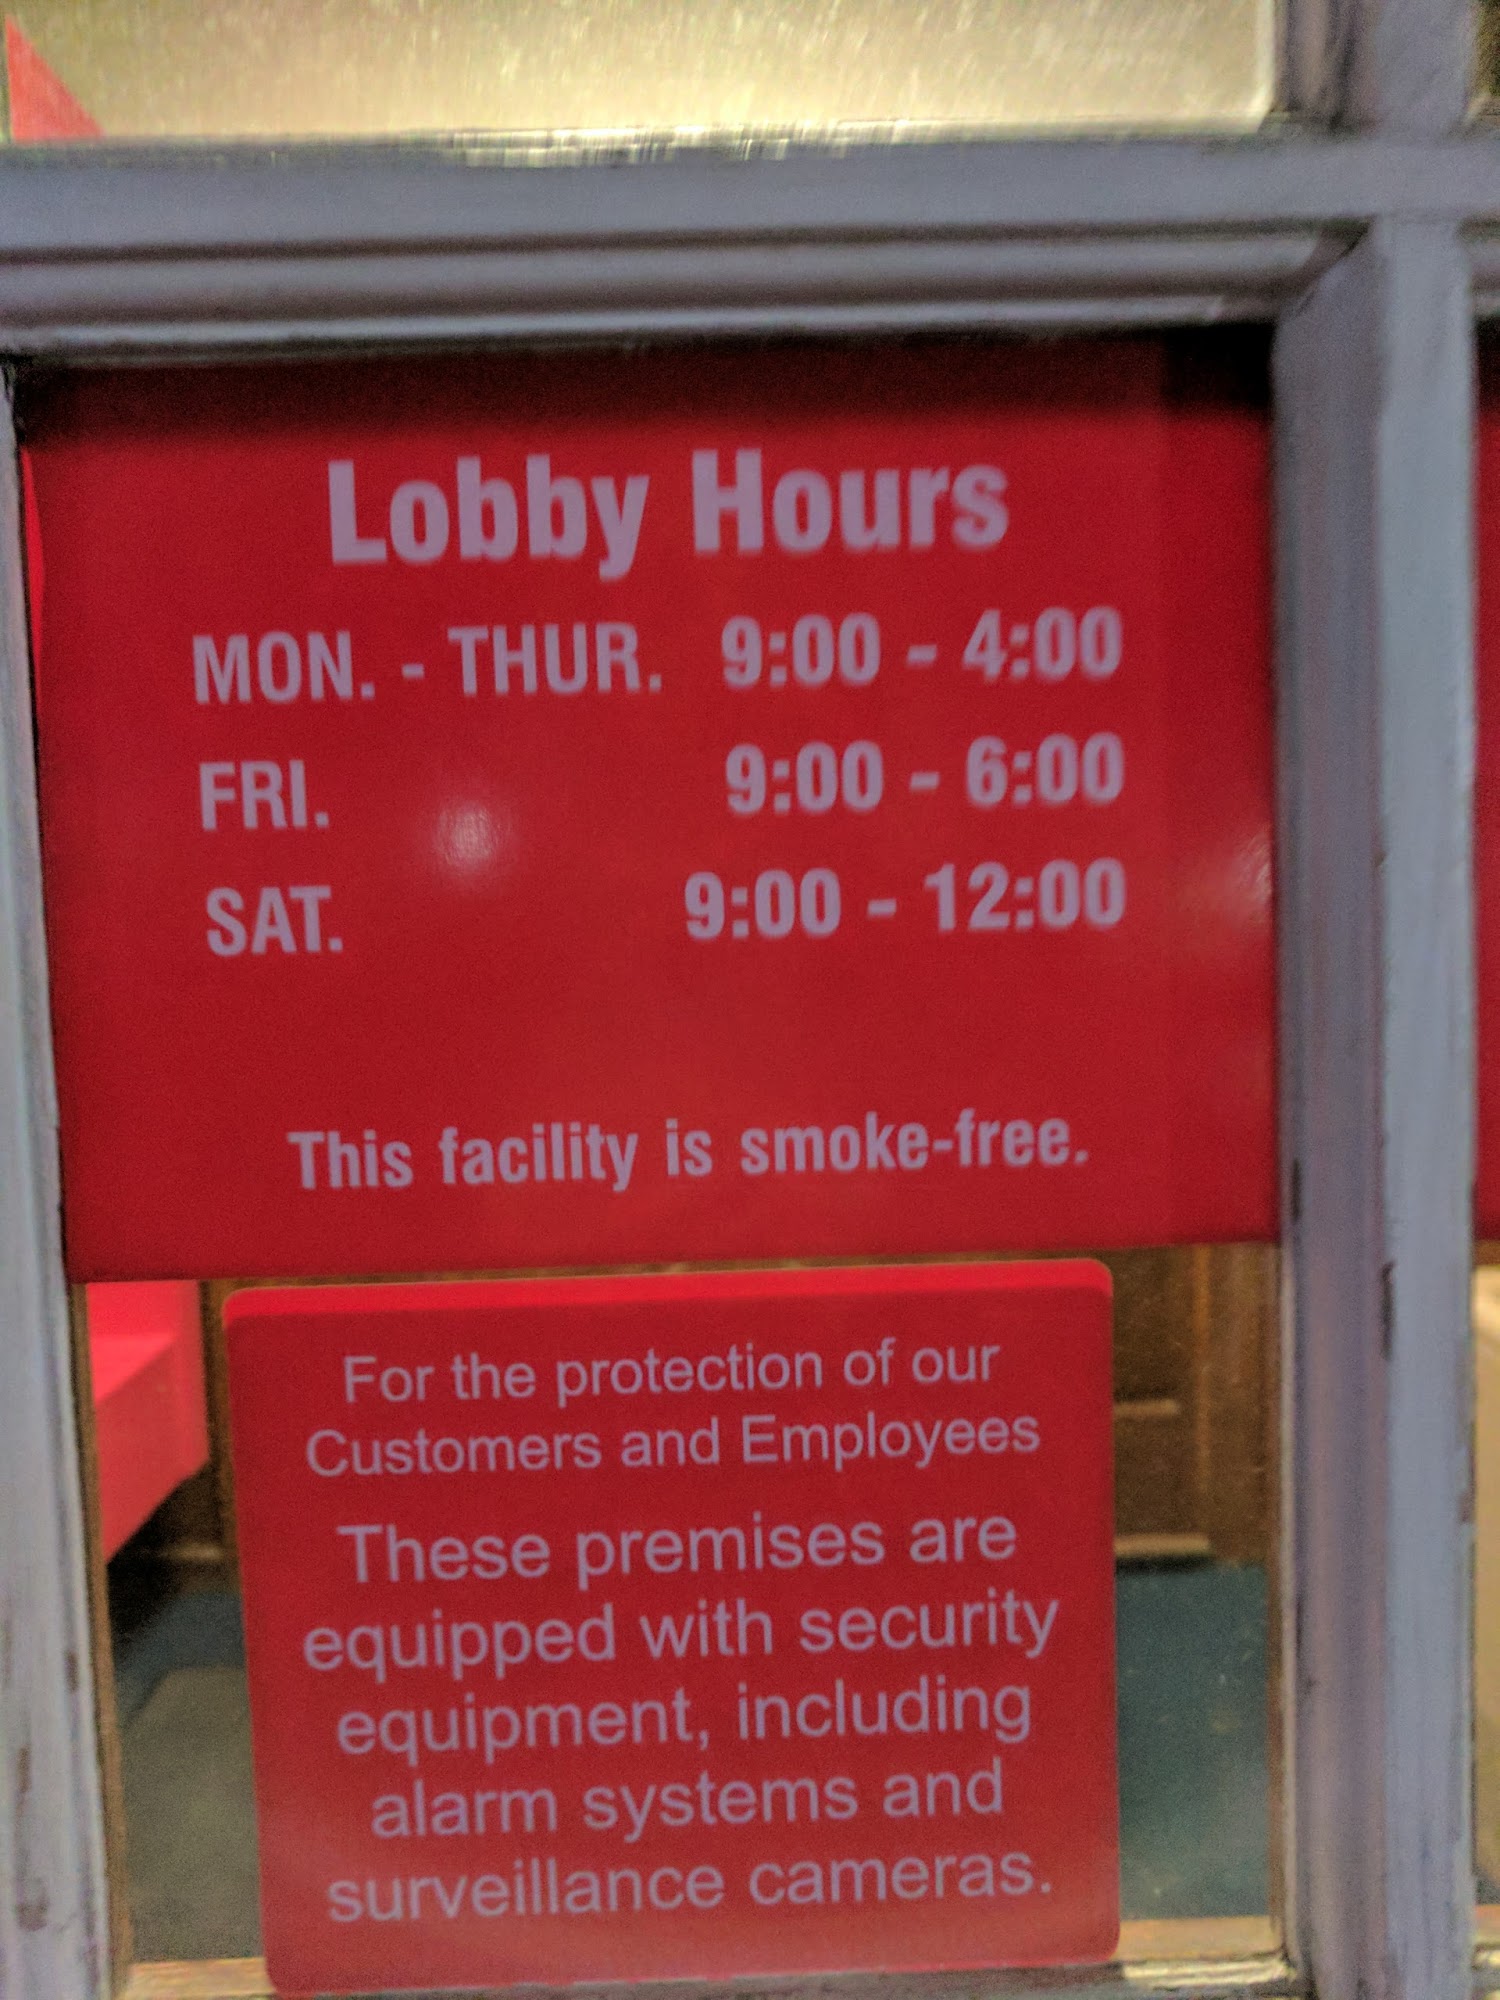 Lobby Hours
MON. - THUR. 9:00 - 4:00
FRI. 9:00 - 6:00
SAT. 9:00 - 12:00
This facility is smoke-free.
For the protection of our
Customers and Employees
These premises are
equipped with security
equipment, including
alarm systems and
surveillance cameras.